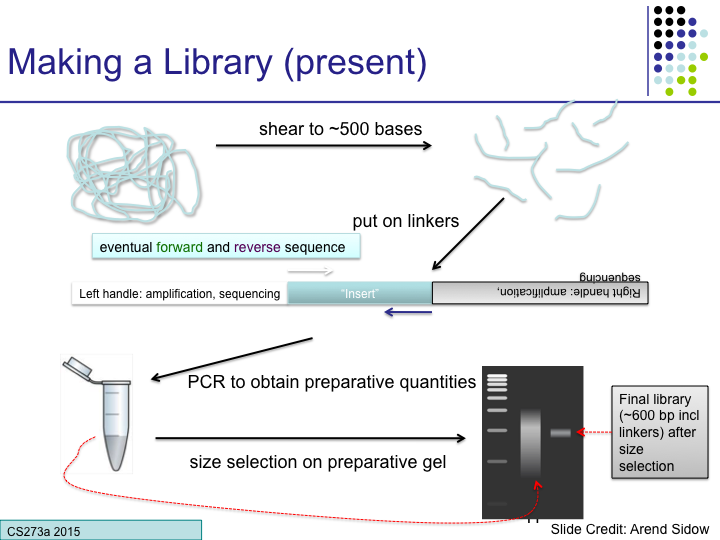 Making a Library (present)
shear to ~500 bases
put on linkers
eventual forward and reverse sequence
Left handle: amplification, sequencing
"Insert"
Right handle: amplification,
sequencing
PCR to obtain preparative quantities
size selection on preparative gel
Final library
(~600 bp incl
linkers) after
size
selection
CS273a 2015
Slide Credit: Arend Sidow